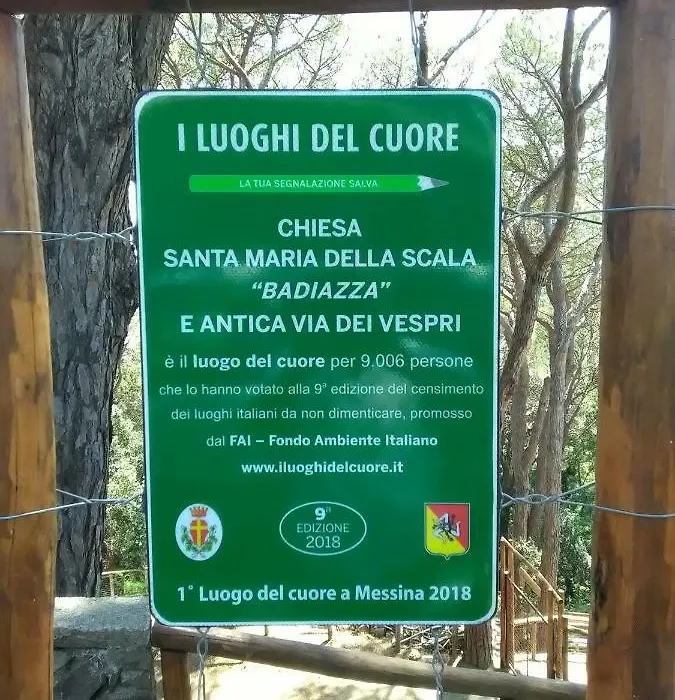 I LUOGHI DEL CUORE
LA TUA SEGNALAZIONE SALVA.
CHIESA
SANTA MARIA DELLA SCALA
“BADIAZZA”
E ANTICA VIA DEI VESPRI
è il luogo del cuore per 9.006 persone
che lo hanno votato alla 9ª edizione del censimento
dei luoghi italiani da non dimenticare, promosso
dal FAI – Fondo Ambiente Italiano
www.iluoghidelcuore.it
9ª
EDIZIONE
2018
1° Luogo del cuore a Messina 2018